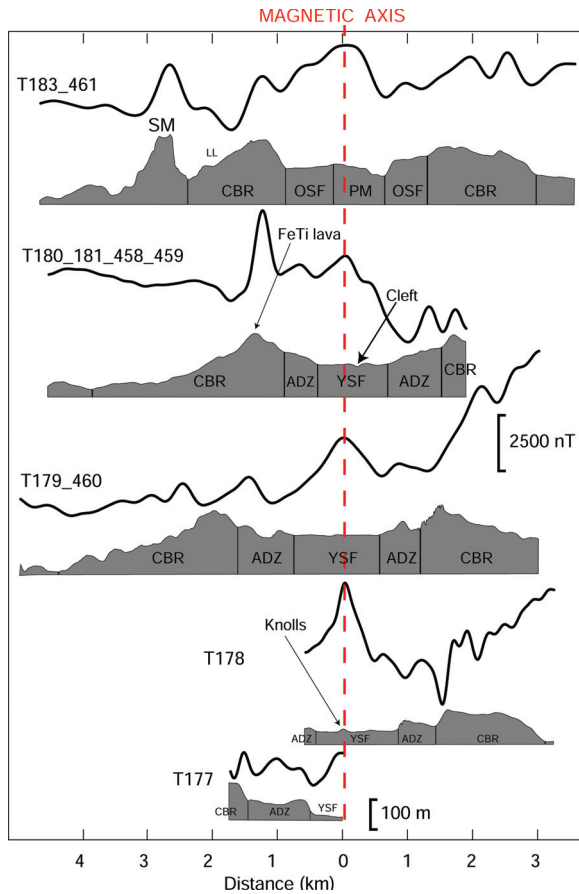 MAGNETIC AXIS
T183_461
SM
LL
CBR OSF PM OSF CBR
T180_181_458_459
FeTi lava
Cleft
CBR ADZ YSF ADZ CBR
2500 nT
T179_460
CBR ADZ YSF ADZ CBR
Knolls
T178
ADZ YSF ADZ CBR
T177
CBR ADZ YSF
100 m
4 3 2 1 0 1 2 3
Distance (km)